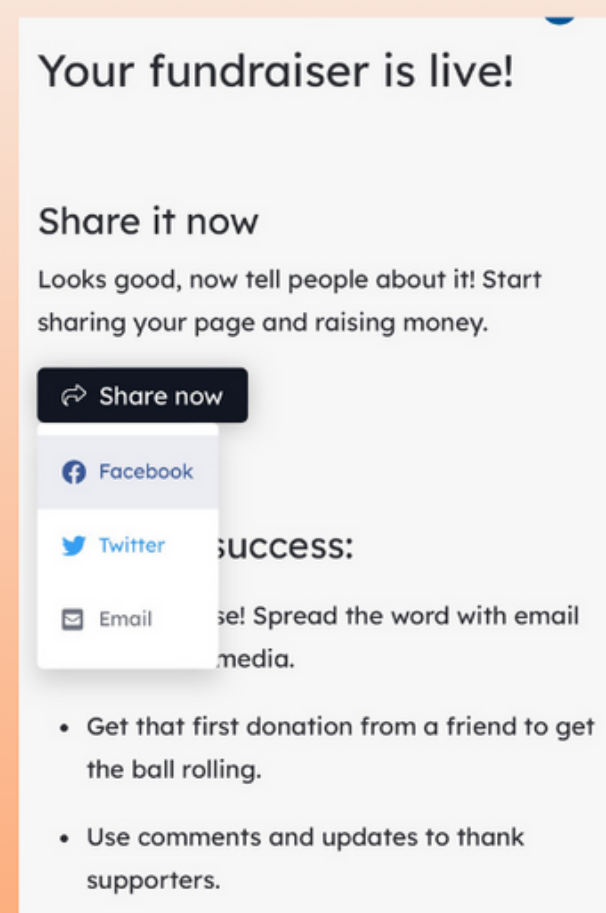 Your fundraiser is live!
Share it now
Looks good, now tell people about it! Start
sharing your page and raising money.
Share now
Facebook
Twitter
Email
success:
Spread the word with email
media.
• Get that first donation from a friend to get
the ball rolling.
• Use comments and updates to thank
supporters.